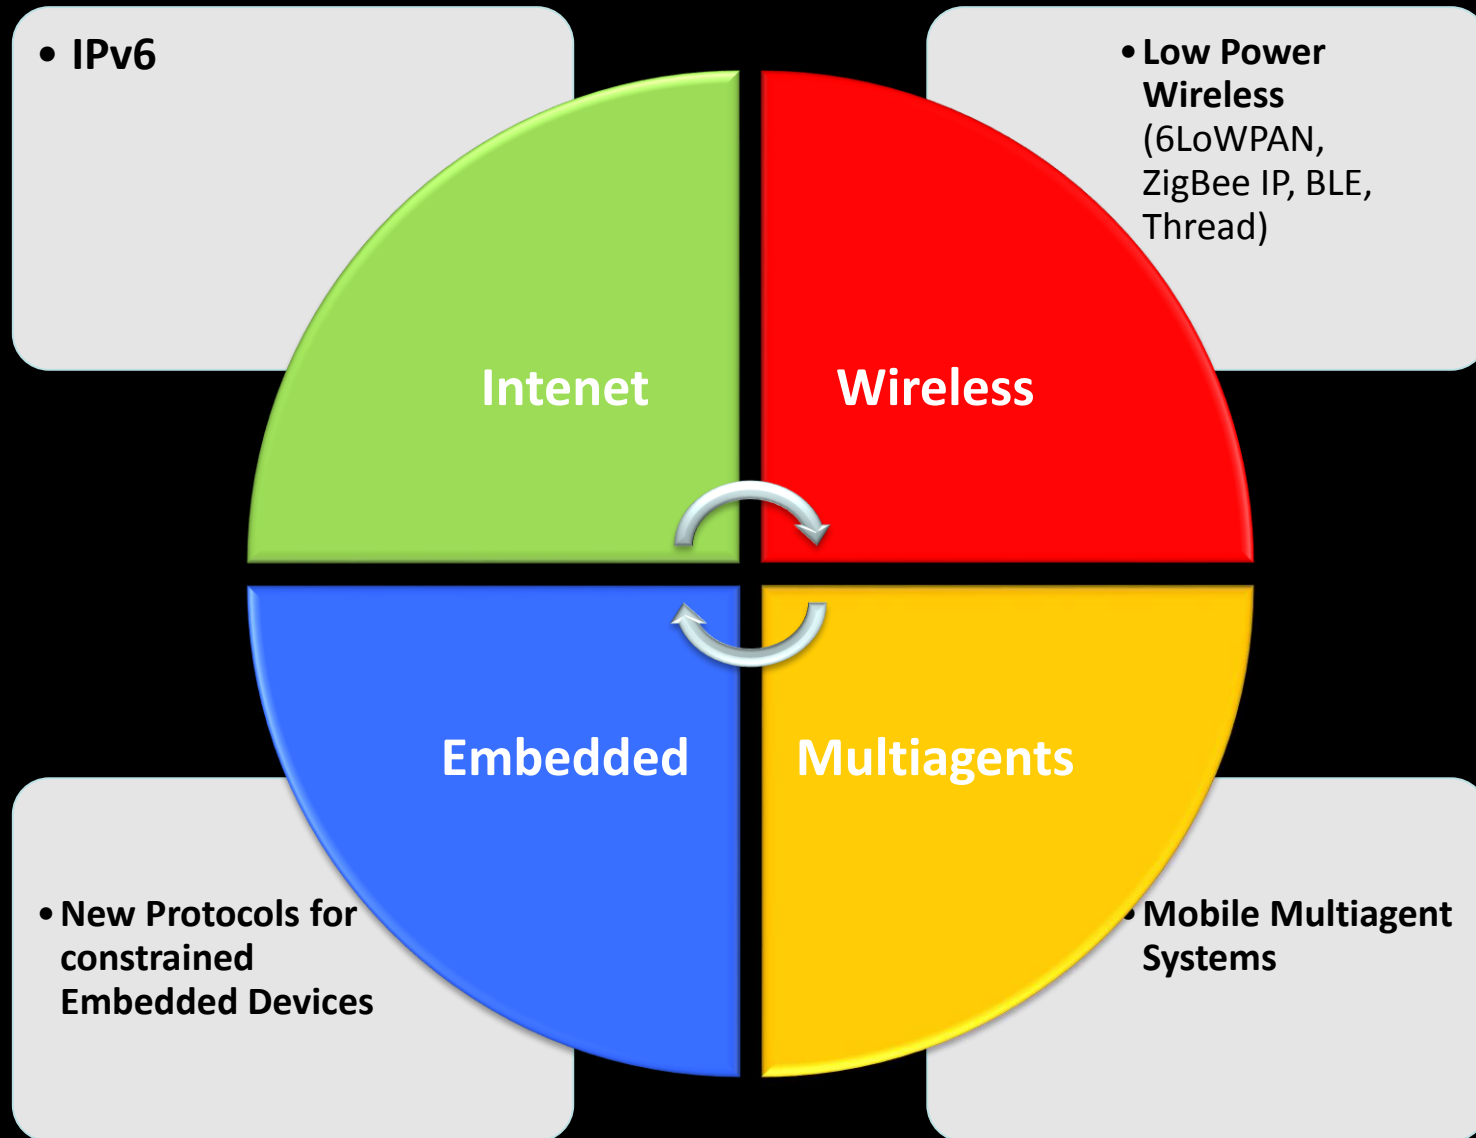 • IPv6
• Low Power
Wireless
(6LoWPAN,
ZigBee IP, BLE,
Thread)
Intenet
Wireless
Embedded
Multiagents
• New Protocols for
constrained
Embedded Devices
• Mobile Multiagent
Systems